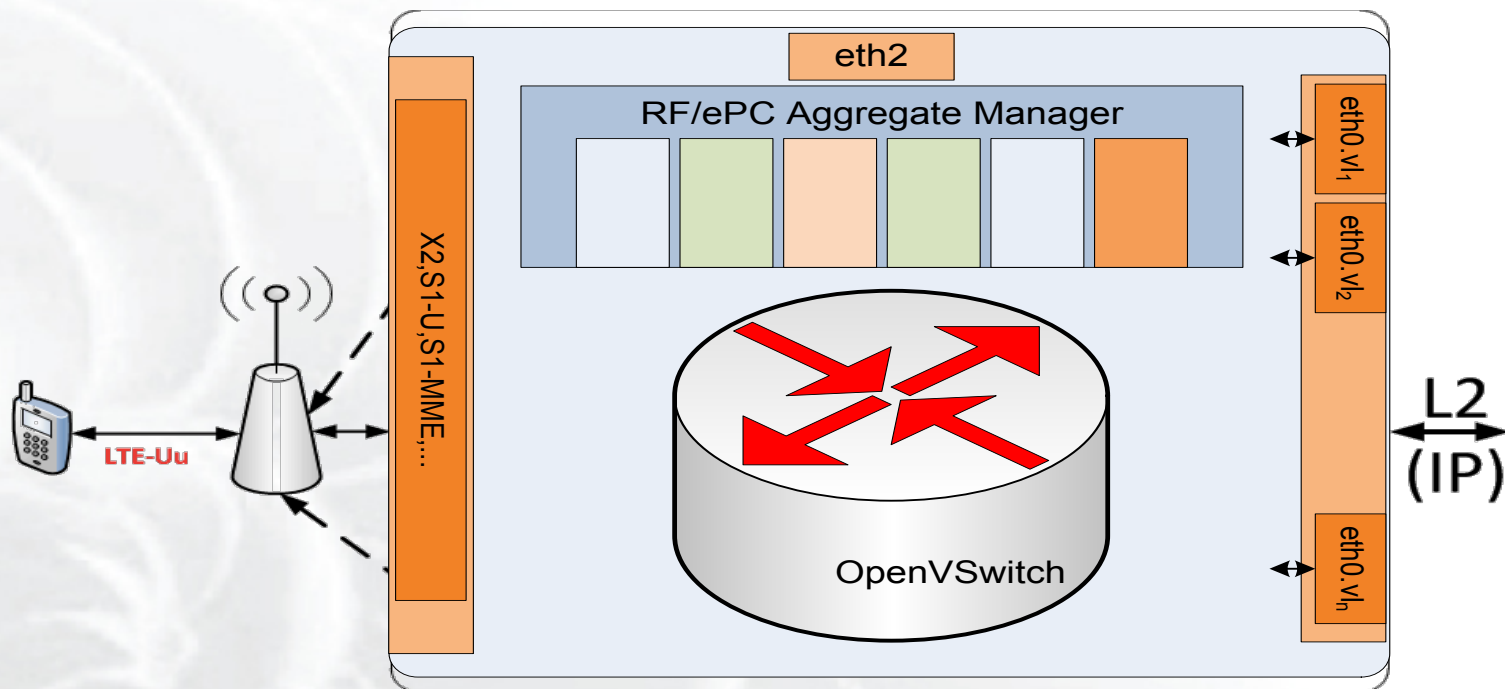 eth2
RF/ePC Aggregate Manager
eth0.vl₁
eth0.vl₂
X2,S1-U,S1-MME,...
LTE-Uu
L2
(IP)
OpenVSwitch
eth0.vlₙ